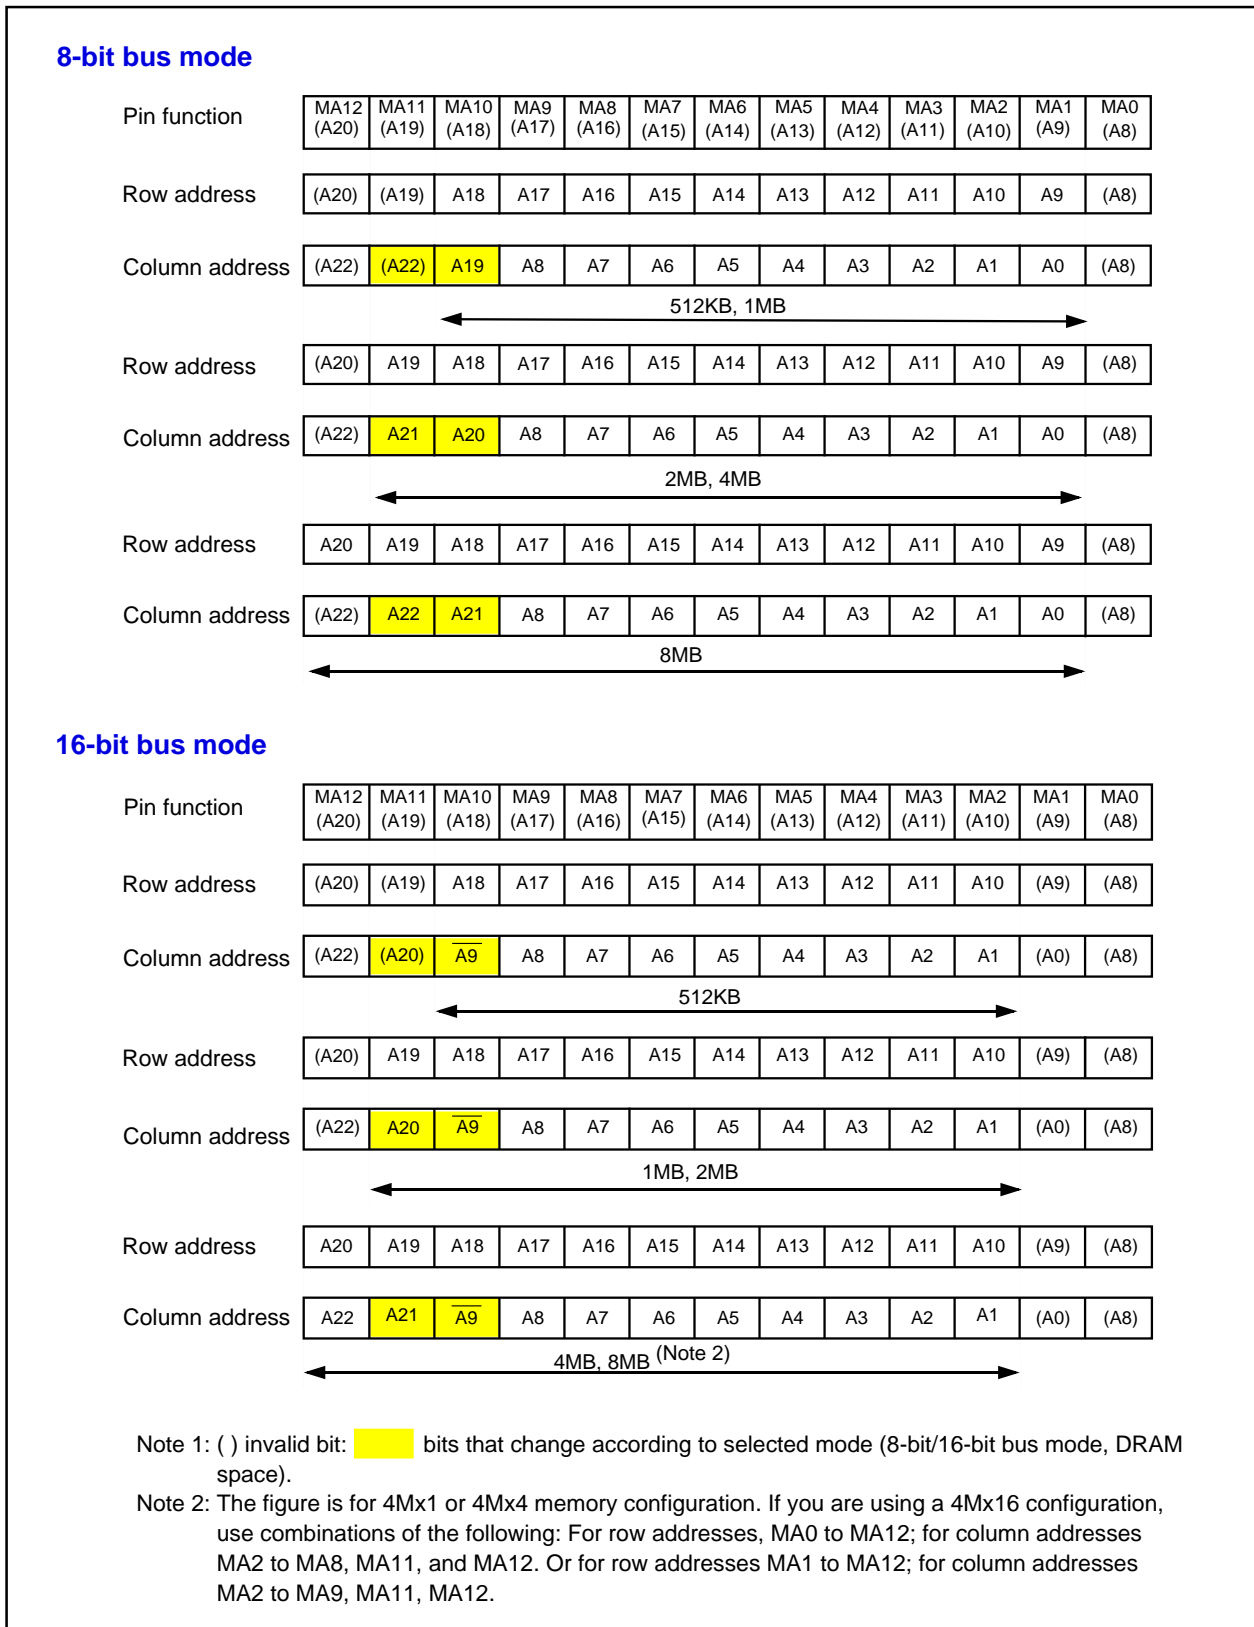 8-bit bus mode
Pin function MA12 (A20) MA11 (A19) MA10 (A18) MA9 (A17) MA8 (A16) MA7 (A15) MA6 (A14) MA5 (A13) MA4 (A12) MA3 (A11) MA2 (A10) MA1 (A9) MA0 (A8)
Row address (A20) (A19) A18 A17 A16 A15 A14 A13 A12 A11 A10 A9 (A8)
Column address (A22) (A22) A19 A8 A7 A6 A5 A4 A3 A2 A1 A0 (A8)
512KB, 1MB
Row address (A20) A19 A18 A17 A16 A15 A14 A13 A12 A11 A10 A9 (A8)
Column address (A22) A21 A20 A8 A7 A6 A5 A4 A3 A2 A1 A0 (A8)
2MB, 4MB
Row address A20 A19 A18 A17 A16 A15 A14 A13 A12 A11 A10 A9 (A8)
Column address (A22) A22 A21 A8 A7 A6 A5 A4 A3 A2 A1 A0 (A8)
8MB
16-bit bus mode
Pin function MA12 (A20) MA11 (A19) MA10 (A18) MA9 (A17) MA8 (A16) MA7 (A15) MA6 (A14) MA5 (A13) MA4 (A12) MA3 (A11) MA2 (A10) MA1 (A9) MA0 (A8)
Row address (A20) (A19) A18 A17 A16 A15 A14 A13 A12 A11 A10 (A9) (A8)
Column address (A22) (A20) A̅9̅ A8 A7 A6 A5 A4 A3 A2 A1 (A0) (A8)
512KB
Row address (A20) A19 A18 A17 A16 A15 A14 A13 A12 A11 A10 (A9) (A8)
Column address (A22) A20 A̅9̅ A8 A7 A6 A5 A4 A3 A2 A1 (A0) (A8)
1MB, 2MB
Row address A20 A19 A18 A17 A16 A15 A14 A13 A12 A11 A10 (A9) (A8)
Column address A22 A21 A̅9̅ A8 A7 A6 A5 A4 A3 A2 A1 (A0) (A8)
4MB, 8MB (Note 2)
Note 1: ( ) invalid bit: bits that change according to selected mode (8-bit/16-bit bus mode, DRAM
space).
Note 2: The figure is for 4Mx1 or 4Mx4 memory configuration. If you are using a 4Mx16 configuration,
use combinations of the following: For row addresses, MA0 to MA12; for column addresses
MA2 to MA8, MA11, and MA12. Or for row addresses MA1 to MA12; for column addresses
MA2 to MA9, MA11, MA12.